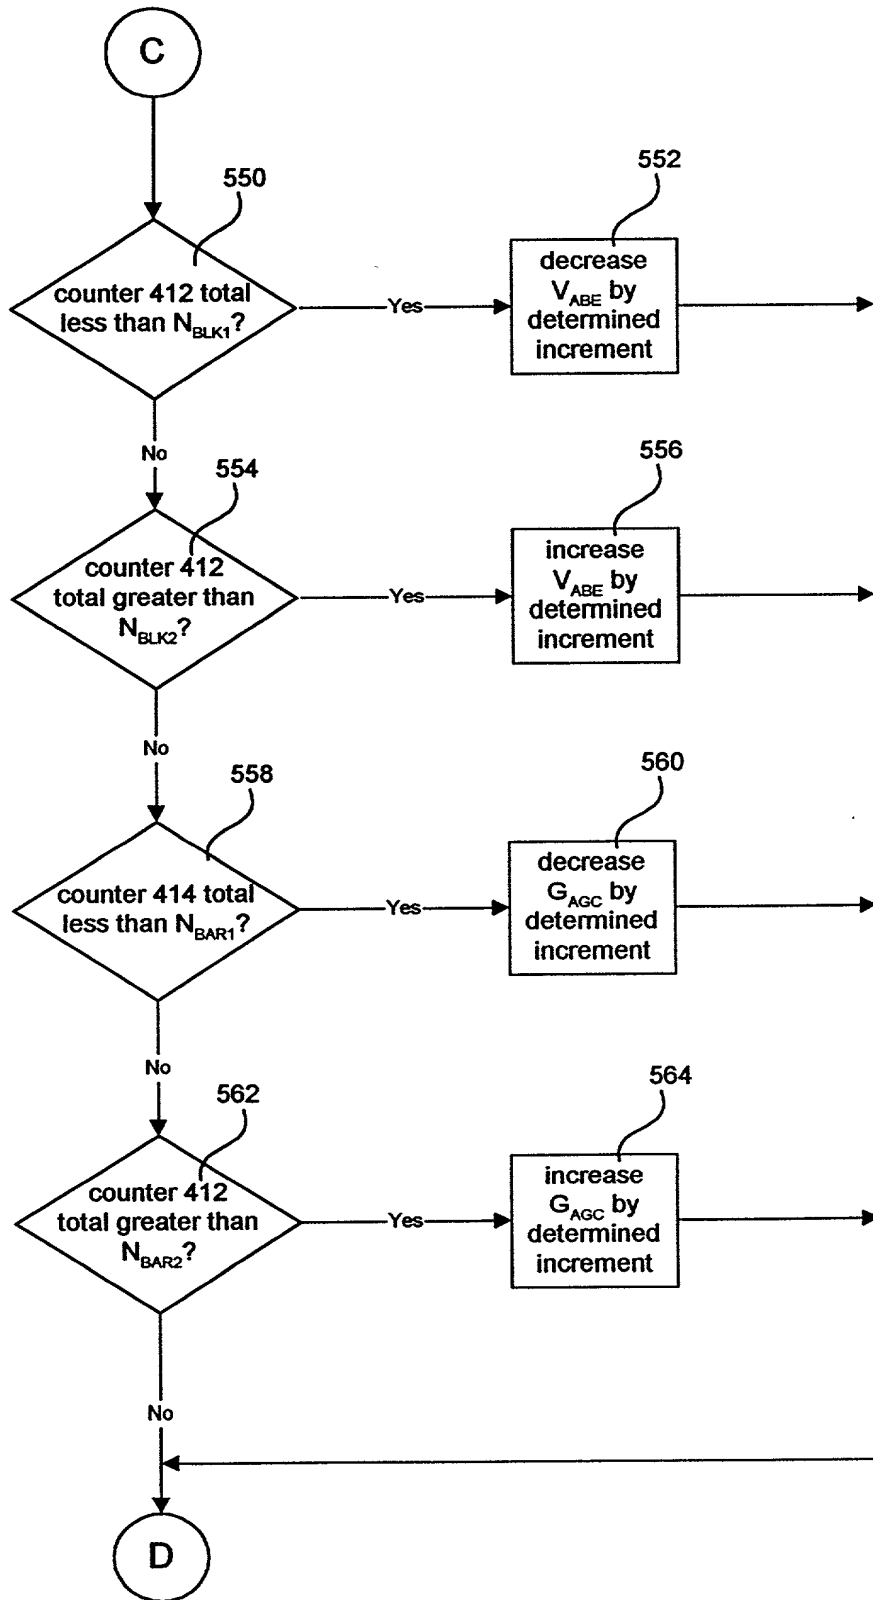 C
550
counter 412 total
less than N_BLK1?
Yes
552
decrease
V_ABE by
determined
increment
No
554
counter 412
total greater than
N_BLK2?
Yes
556
increase
V_ABE by
determined
increment
No
558
counter 414 total
less than N_BAR1?
Yes
560
decrease
G_AGC by
determined
increment
No
562
counter 412
total greater than
N_BAR2?
Yes
564
increase
G_AGC by
determined
increment
No
D